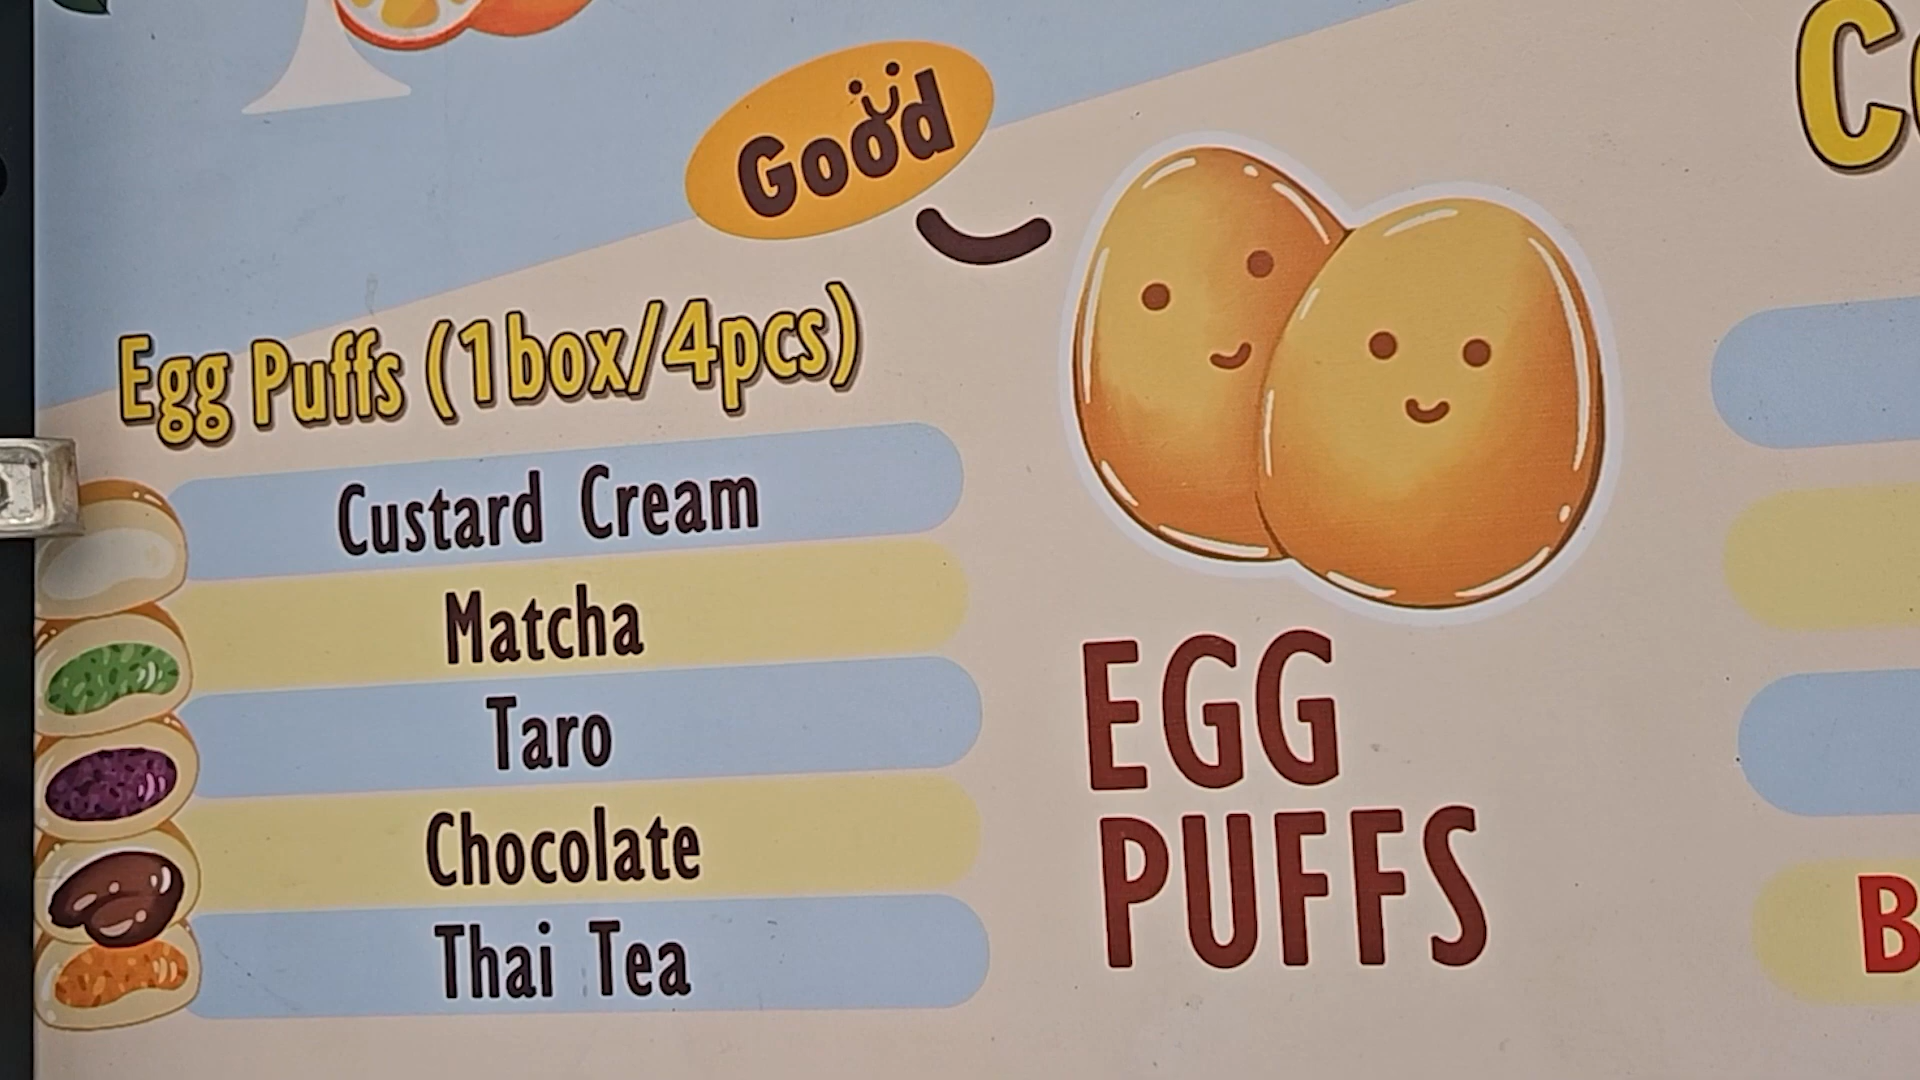 Good
Egg Puffs (1box/4pcs)
Custard Cream
Matcha
Taro
Chocolate
Thai Tea
EGG
PUFFS